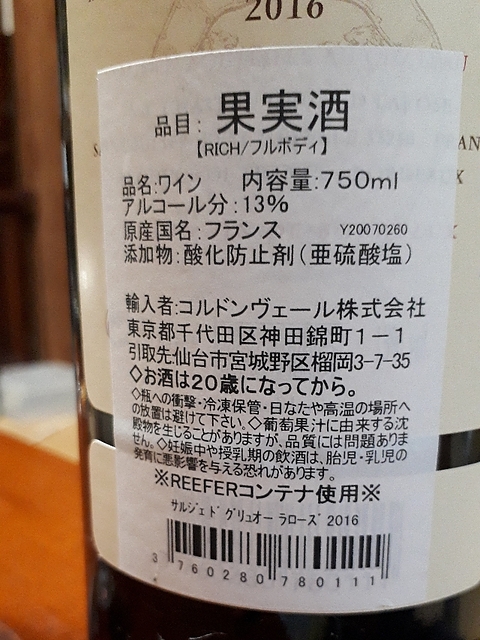 2016
品目: 果実酒
【RICH/フルボディ】
品名:ワイン 内容量:750ml
アルコール分:13%
原産国名:フランス Y20070260
添加物:酸化防止剤(亜硫酸塩)
輸入者:コルドンヴェール株式会社
東京都千代田区神田錦町1-1
引取先:仙台市宮城野区榴岡3-7-35
◇お酒は20歳になってから。
◇瓶への衝撃・冷凍保管・日なたや高温の場所へ
の放置は避けて下さい。◇葡萄果汁に由来する沈
殿物を生じることがありますが、品質には問題ありま
せん。◇妊娠中や授乳期の飲酒は、胎児・乳児の
発育に悪影響を与える恐れがあります。
※REEFERコンテナ使用※
サルジェ ド グリュオー ラローズ 2016
3 760280 780111